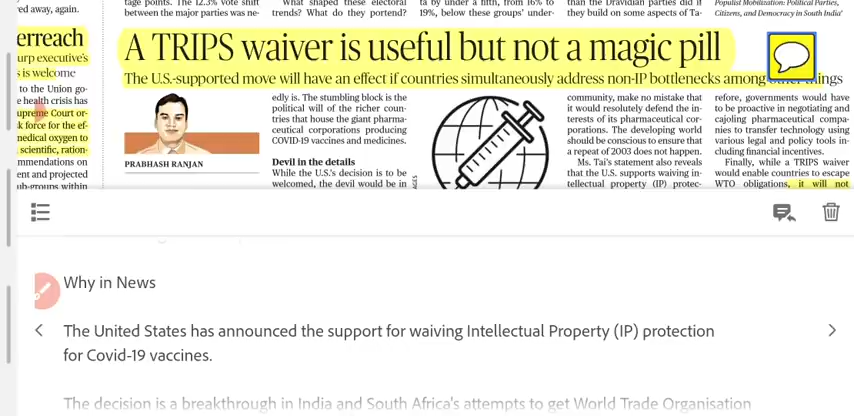 red away, again.
tage points. The 12.3% vote shift
between the major parties was ne-
What shaped these electoral
trends? What do they portend?
ta by under a fifth, from 16% to
19%, below these groups' under-
than the Dravidian parties did if
they build on some aspects of Ta-
Populist Mobilization: Political Parties,
Citizens, and Democracy in South India'
erreach
urp executive's
s is welcome
to the Union go-
e health crisis has
upreme Court or-
sk force for the ef-
medical oxygen to
scientific, ration-
mmendations on
ent and projected
sub-groups within
A TRIPS waiver is useful but not a magic pill
The U.S.-supported move will have an effect if countries simultaneously address non-IP bottlenecks among other things
PRABHASH RANJAN
edly is. The stumbling block is the
political will of the richer coun-
tries that house the giant pharma-
ceutical corporations producing
COVID-19 vaccines and medicines.
Devil in the details
While the U.S.'s decision is to be
welcomed, the devil would be in
community, make no mistake that
it would resolutely defend the in-
terests of its pharmaceutical cor-
porations. The developing world
should be conscious to ensure that
a repeat of 2003 does not happen.
Ms. Tai's statement also reveals
that the U.S. supports waiving in-
tellectual property (IP) protec-
refore, governments would have
to be proactive in negotiating and
cajoling pharmaceutical compa-
nies to transfer technology using
various legal and policy tools in-
cluding financial incentives.
Finally, while a TRIPS waiver
would enable countries to escape
WTO obligations, it will not
Why in News
The United States has announced the support for waiving Intellectual Property (IP) protection
for Covid-19 vaccines.
The decision is a breakthrough in India and South Africa's attempts to get World Trade Organisation